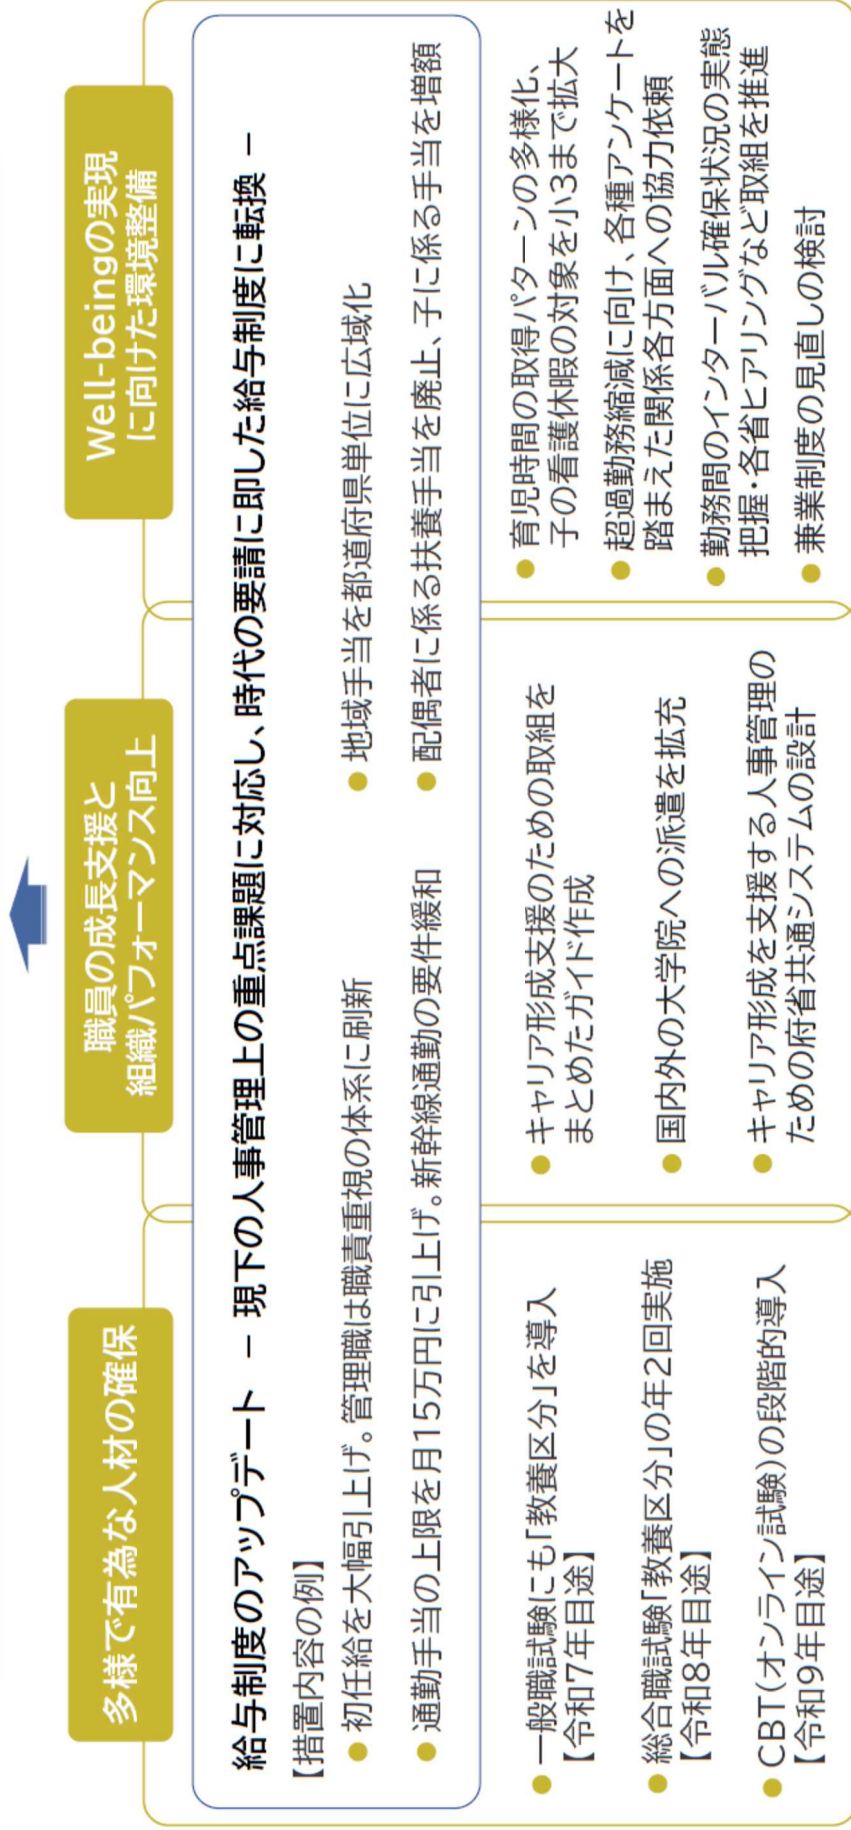 多様で有為な人材の確保
職員の成長支援と
組織パフォーマンス向上
Well-beingの実現
に向けた環境整備
給与制度のアップデート － 現下の人事管理上の重点課題に対応し、時代の要請に即した給与制度に転換 －
【措置内容の例】
● 初任給を大幅引上げ。管理職は職責重視の体系に刷新
● 地域手当を都道府県単位に広域化
● 通勤手当の上限を月15万円に引上げ。新幹線通勤の要件緩和
● 配偶者に係る扶養手当を廃止、子に係る手当を増額
● 一般職試験にも「教養区分」を導入
【令和7年目途】
● 総合職試験「教養区分」の年2回実施
【令和8年目途】
● CBT(オンライン試験)の段階的導入
【令和9年目途】
● キャリア形成支援のための取組を
まとめたガイド作成
● 国内外の大学院への派遣を拡充
● キャリア形成を支援する人事管理の
ための府省共通システムの設計
● 育児時間の取得パターンの多様化、
子の看護休暇の対象を小3まで拡大
● 超過勤務縮減に向け、各種アンケートを
踏まえた関係各方面への協力依頼
● 勤務間のインターバル確保状況の実態
把握・各省ヒアリングなど取組を推進
● 兼業制度の見直しの検討